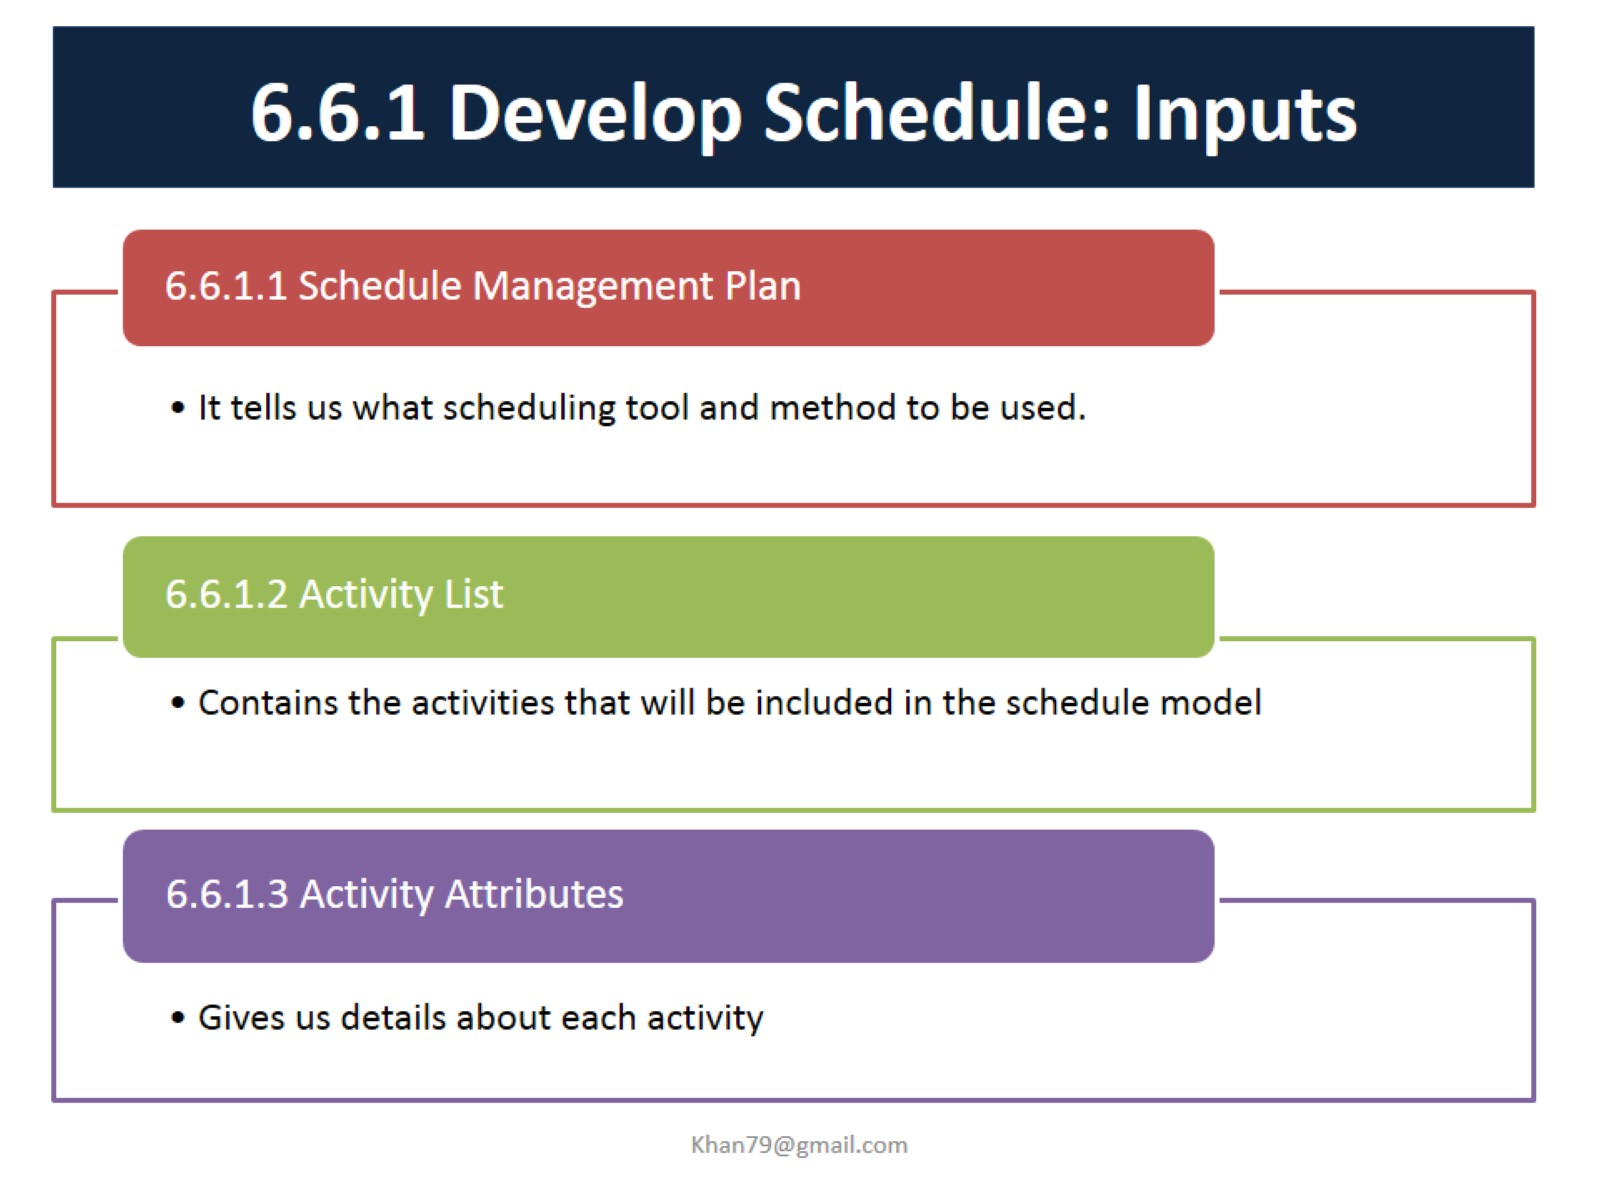 6.6.1 Develop Schedule: Inputs
6.6.1.1 Schedule Management Plan
• It tells us what scheduling tool and method to be used.
6.6.1.2 Activity List
• Contains the activities that will be included in the schedule model
6.6.1.3 Activity Attributes
• Gives us details about each activity
Khan79@gmail.com